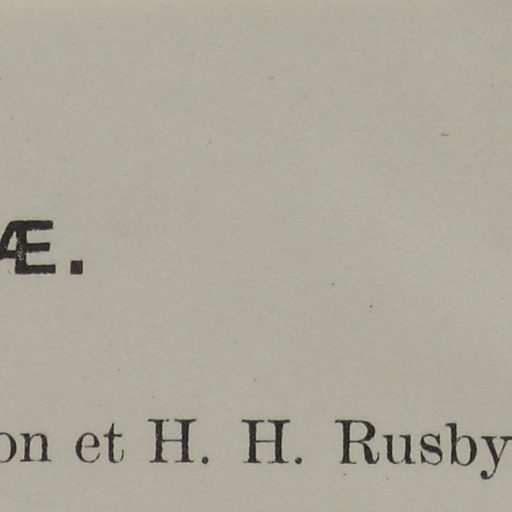 Æ.
on et H. H. Rusby